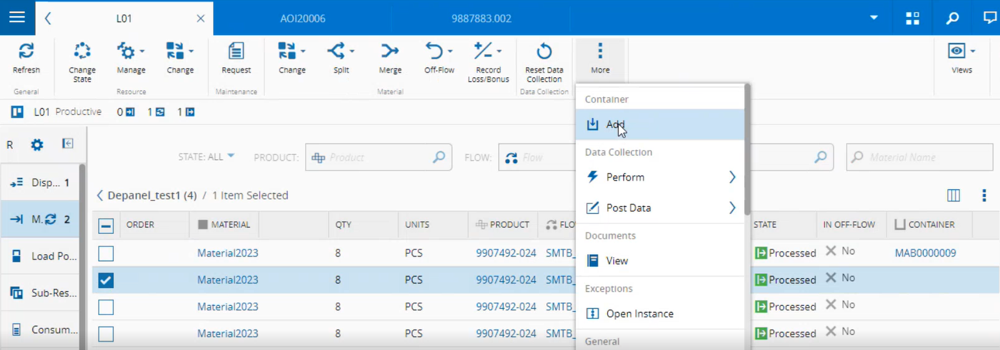 L01 AOI20006 9887883.002
Refresh Change State Manage Change Request Change Split Merge Off-Flow Record Loss/Bonus Reset Data Collection More Views
General Resource Maintenance Material Data Collection
L01 Productive 0 1 1
Container
Add
R STATE: ALL PRODUCT: Product FLOW: Flow Material Name
Data Collection
Perform
Disp... 1
Depanel_test1 (4) / 1 Item Selected
Post Data
M. 2
ORDER MATERIAL QTY UNITS PRODUCT FLO STATE IN OFF-FLOW CONTAINER
Documents
Load Po...
Material2023 8 PCS 9907492-024 SMTB_ Processed No MAB0000009
View
Material2023 8 PCS 9907492-024 SMTB_ Processed No
Exceptions
Sub-Res...
Material2023 8 PCS 9907492-024 SMTB_ Processed No
Open Instance
Consum...
Material2023 8 PCS 9907492-024 SMTB_ Processed No
General